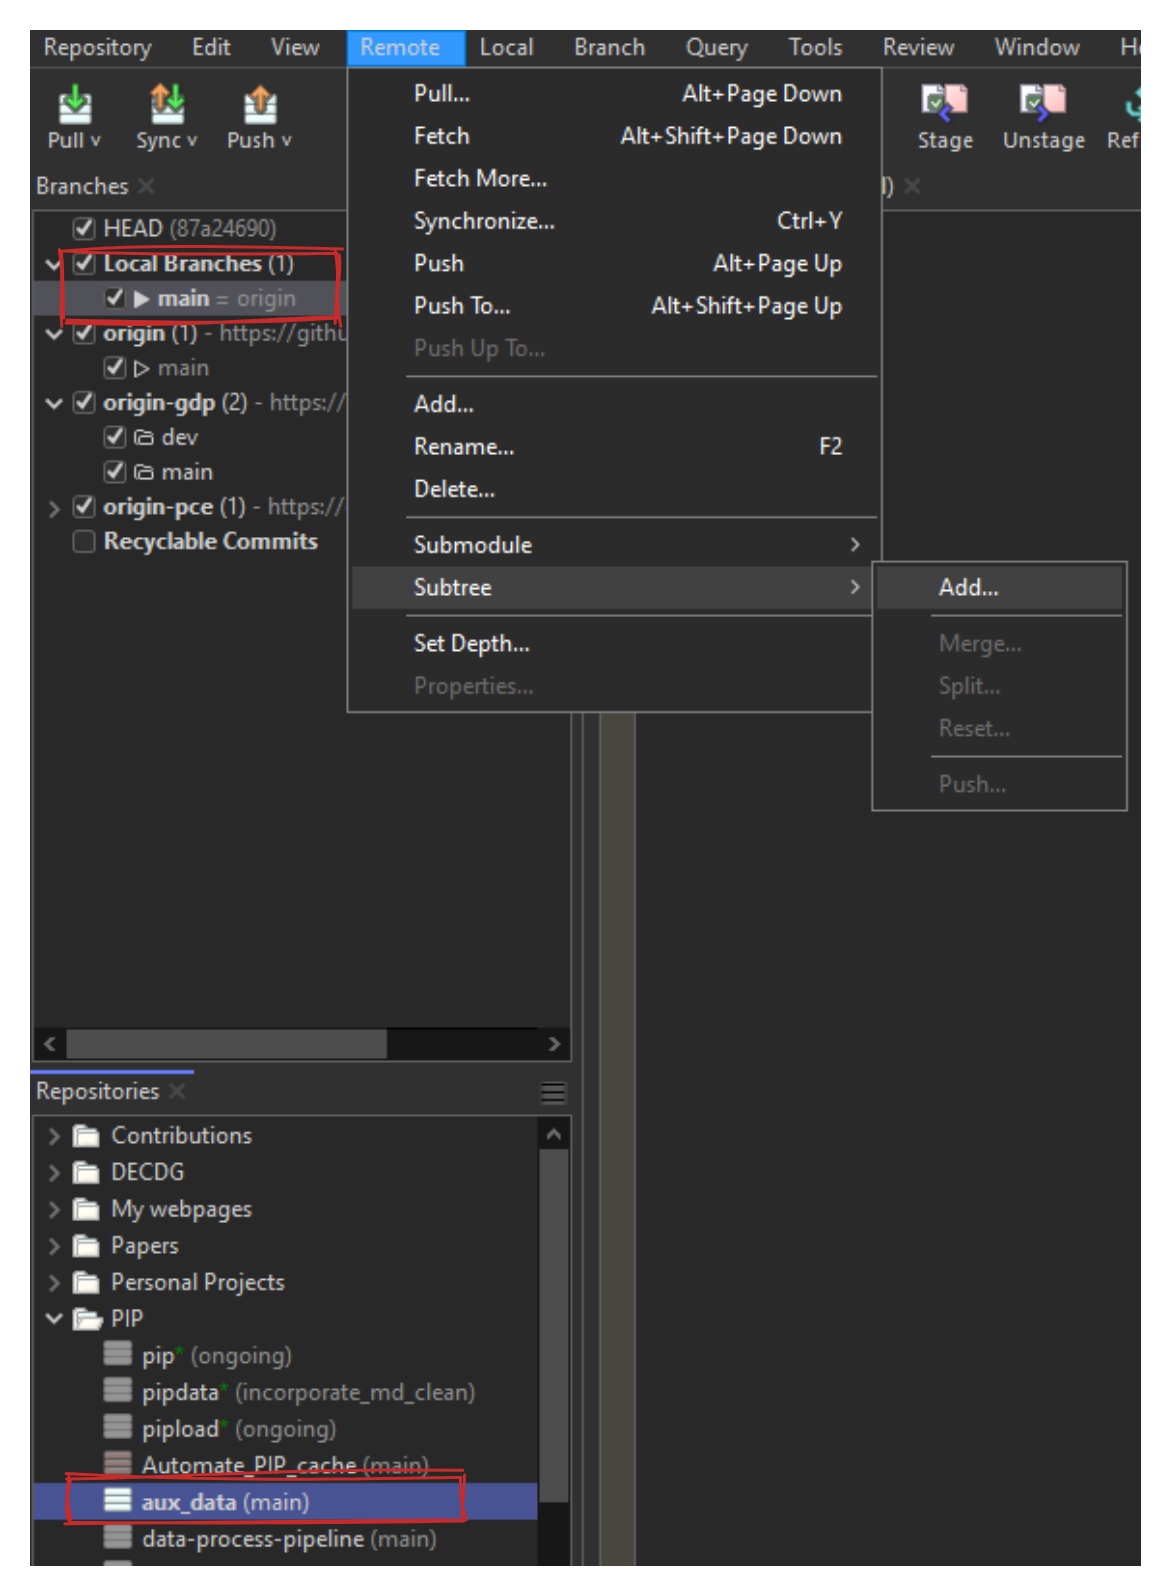 Repository Edit View Remote Local Branch Query Tools Review Window
Pull Sync Push Stage Unstage
Pull... Alt+Page Down
Fetch Alt+Shift+Page Down
Fetch More...
Synchronize... Ctrl+Y
Push Alt+Page Up
Push To... Alt+Shift+Page Up
Push Up To...
Add...
Rename... F2
Delete...
Submodule
Subtree
Set Depth...
Properties...
Add...
Merge...
Split...
Reset...
Push...
Branches
HEAD (87a24690)
Local Branches (1)
main = origin
origin (1) - https://githu
main
origin-gdp (2) - https://
dev
main
origin-pce (1) - https://
Recyclable Commits
Repositories
Contributions
DECDG
My webpages
Papers
Personal Projects
PIP
pip* (ongoing)
pipdata* (incorporate_md_clean)
pipload* (ongoing)
Automate_PIP_cache (main)
aux_data (main)
data-process-pipeline (main)